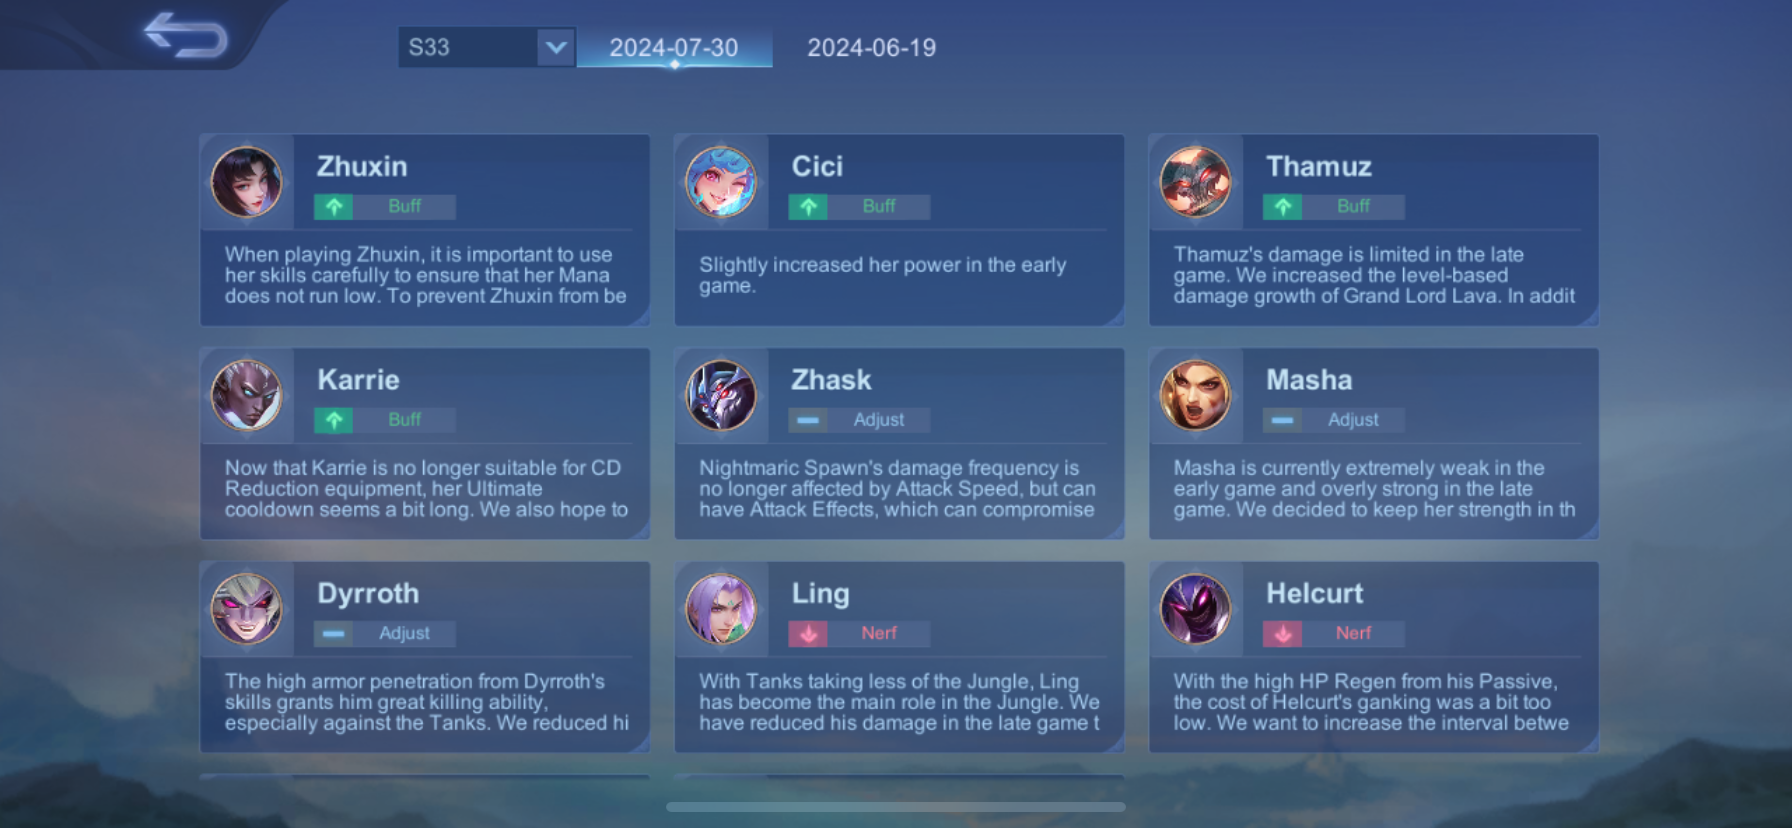 S33
2024-07-30
2024-06-19
Zhuxin
Buff
When playing Zhuxin, it is important to use
her skills carefully to ensure that her Mana
does not run low. To prevent Zhuxin from be
Cici
Buff
Slightly increased her power in the early
game.
Thamuz
Buff
Thamuz's damage is limited in the late
game. We increased the level-based
damage growth of Grand Lord Lava. In addit
Karrie
Buff
Now that Karrie is no longer suitable for CD
Reduction equipment, her Ultimate
cooldown seems a bit long. We also hope to
Zhask
Adjust
Nightmaric Spawn's damage frequency is
no longer affected by Attack Speed, but can
have Attack Effects, which can compromise
Masha
Adjust
Masha is currently extremely weak in the
early game and overly strong in the late
game. We decided to keep her strength in th
Dyrroth
Adjust
The high armor penetration from Dyrroth's
skills grants him great killing ability,
especially against the Tanks. We reduced hi
Ling
Nerf
With Tanks taking less of the Jungle, Ling
has become the main role in the Jungle. We
have reduced his damage in the late game t
Helcurt
Nerf
With the high HP Regen from his Passive,
the cost of Helcurt's ganking was a bit too
low. We want to increase the interval betwe